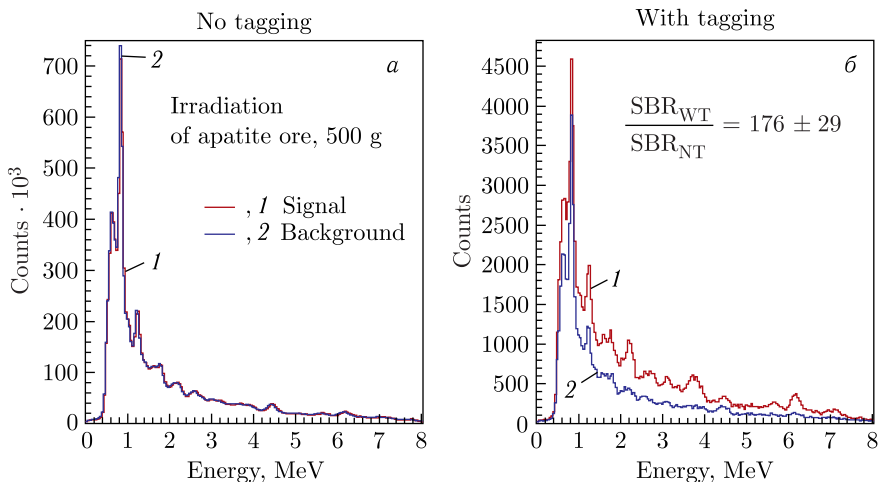 No tagging
700
600
500
400
300
200
100
0
Counts · 10³
2
а
Irradiation
of apatite ore, 500 g
, 1 Signal
, 2 Background
1
0 1 2 3 4 5 6 7 8
Energy, MeV
With tagging
4500
4000
3500
3000
2500
2000
1500
1000
500
0
Counts
б
SBR_WT
SBR_NT
= 176 ± 29
1
2
0 1 2 3 4 5 6 7 8
Energy, MeV